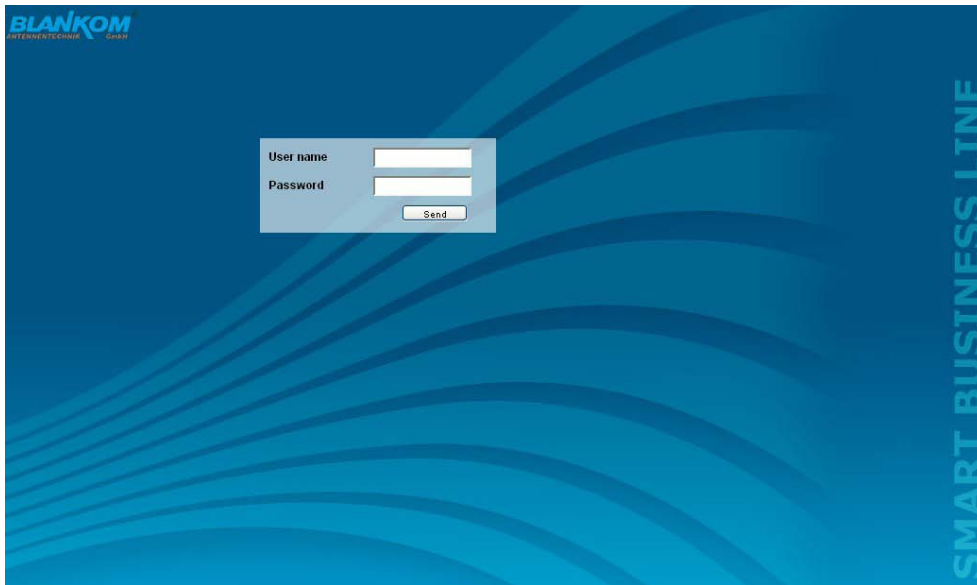 BLANKOM
ANTENNENTECHNIK GmbH
User name
Password
Send
SMART BUSINESS LINE